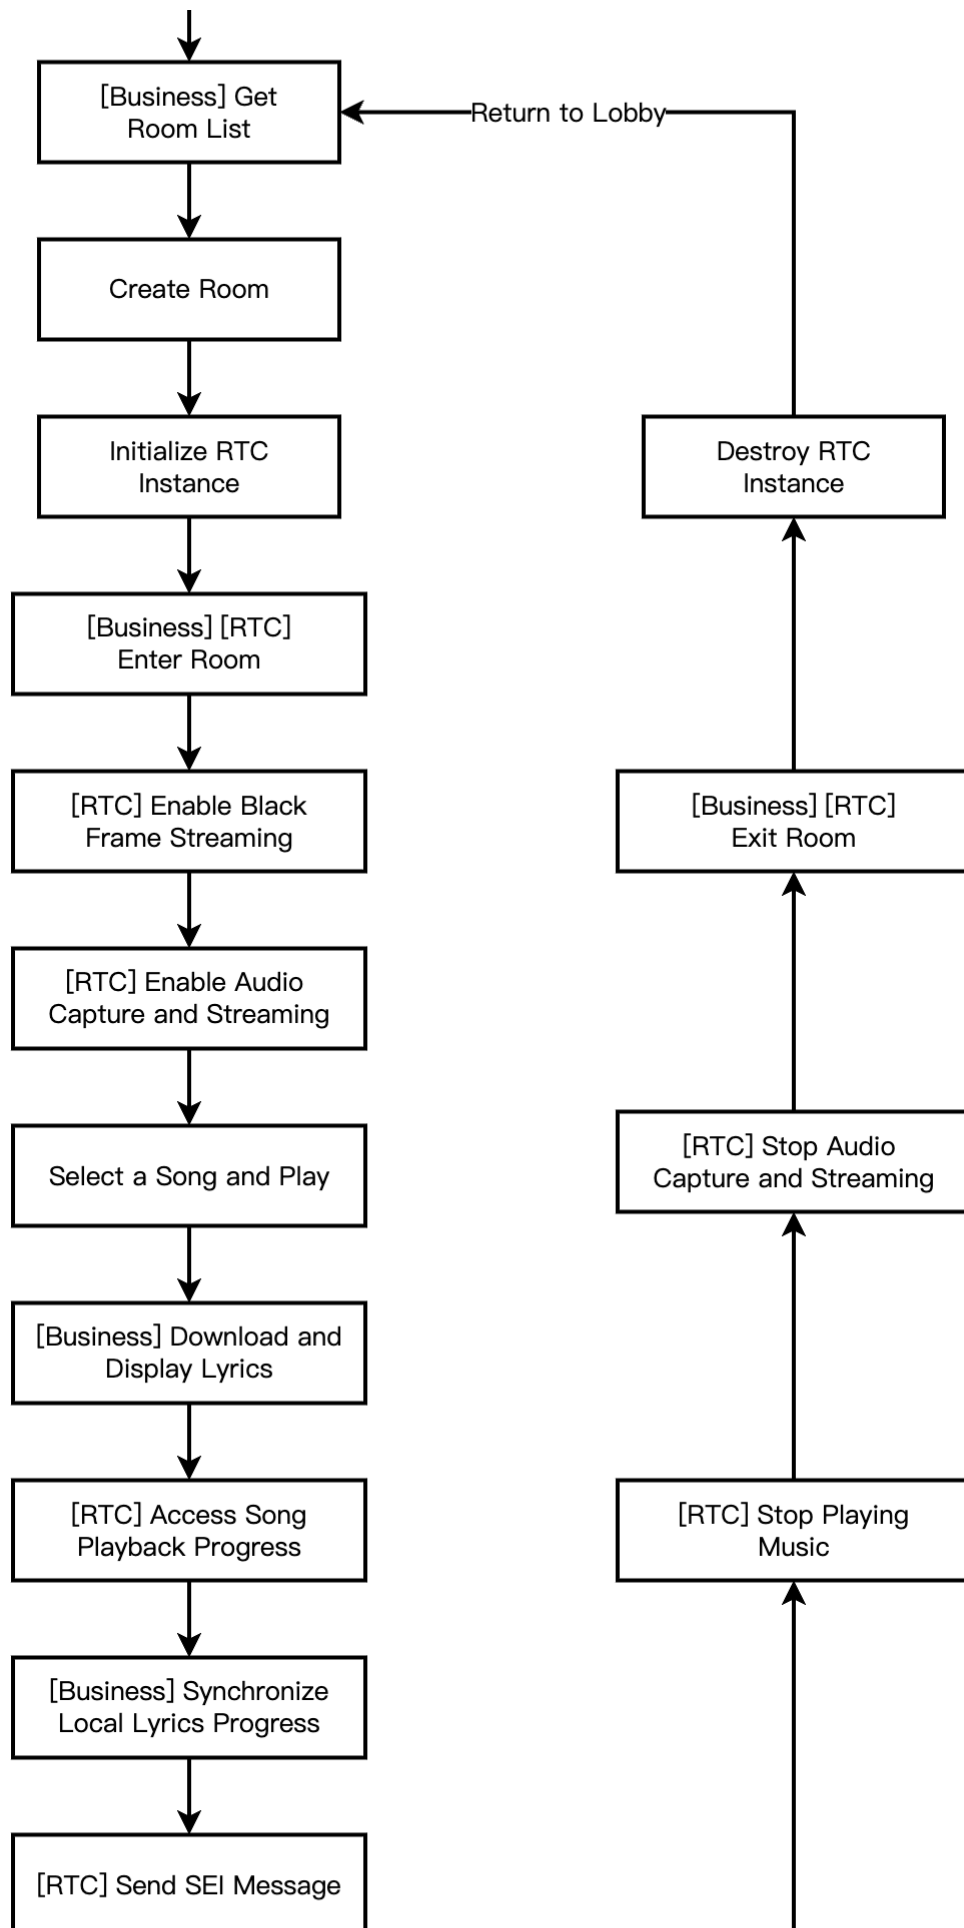 [Business] Get
Room List
Return to Lobby
Create Room
Initialize RTC
Instance
Destroy RTC
Instance
[Business] [RTC]
Enter Room
[RTC] Enable Black
Frame Streaming
[Business] [RTC]
Exit Room
[RTC] Enable Audio
Capture and Streaming
Select a Song and Play
[RTC] Stop Audio
Capture and Streaming
[Business] Download and
Display Lyrics
[RTC] Access Song
Playback Progress
[RTC] Stop Playing
Music
[Business] Synchronize
Local Lyrics Progress
[RTC] Send SEI Message